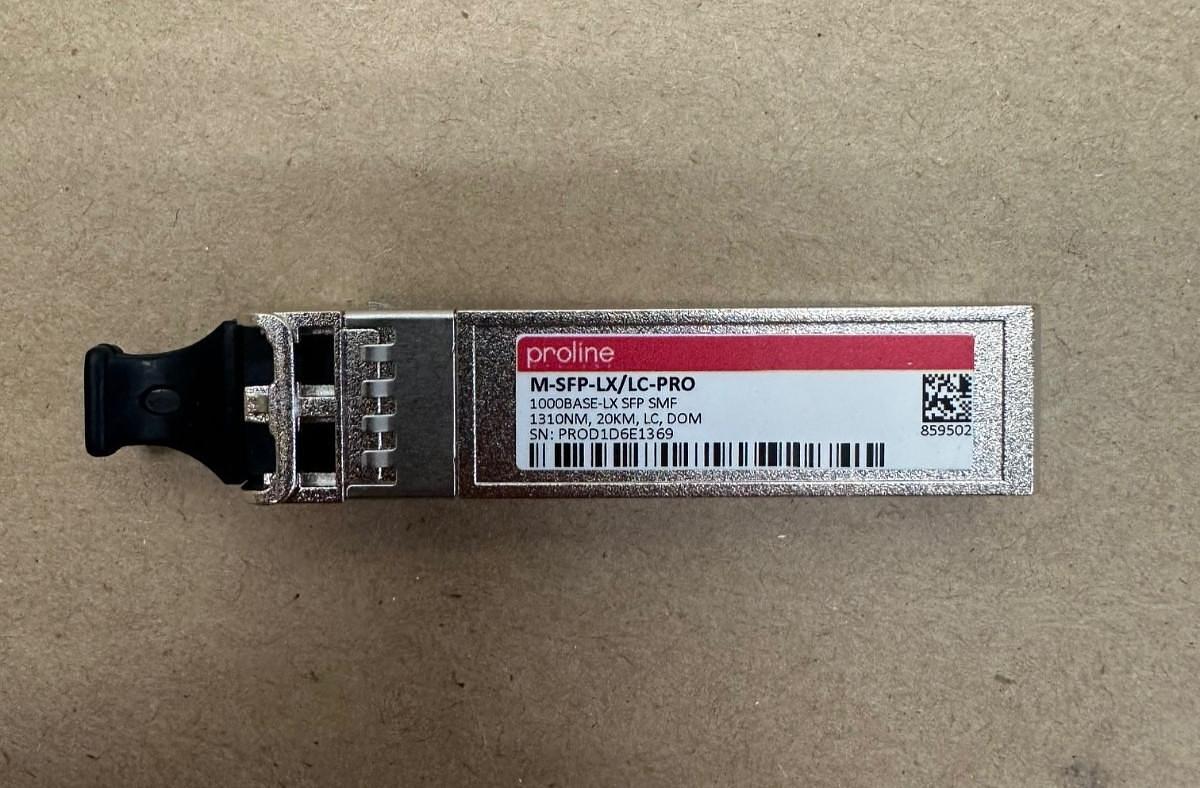 proline
M-SFP-LX/LC-PRO
1000BASE-LX SFP SMF
1310NM, 20KM, LC, DOM
SN: PROD1D6E1369
859502